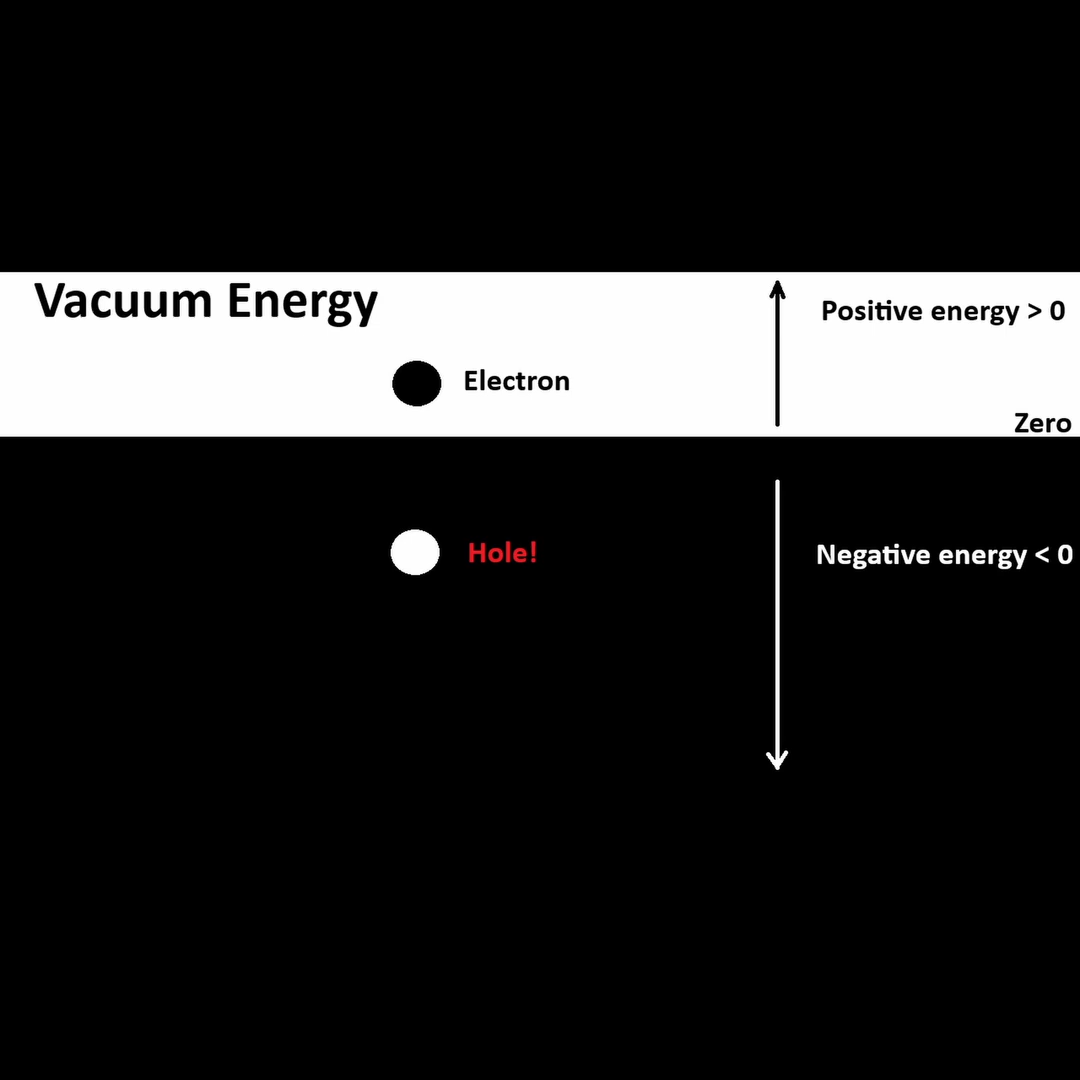 Vacuum Energy
Positive energy > 0
Electron
Zero
Hole!
Negative energy < 0